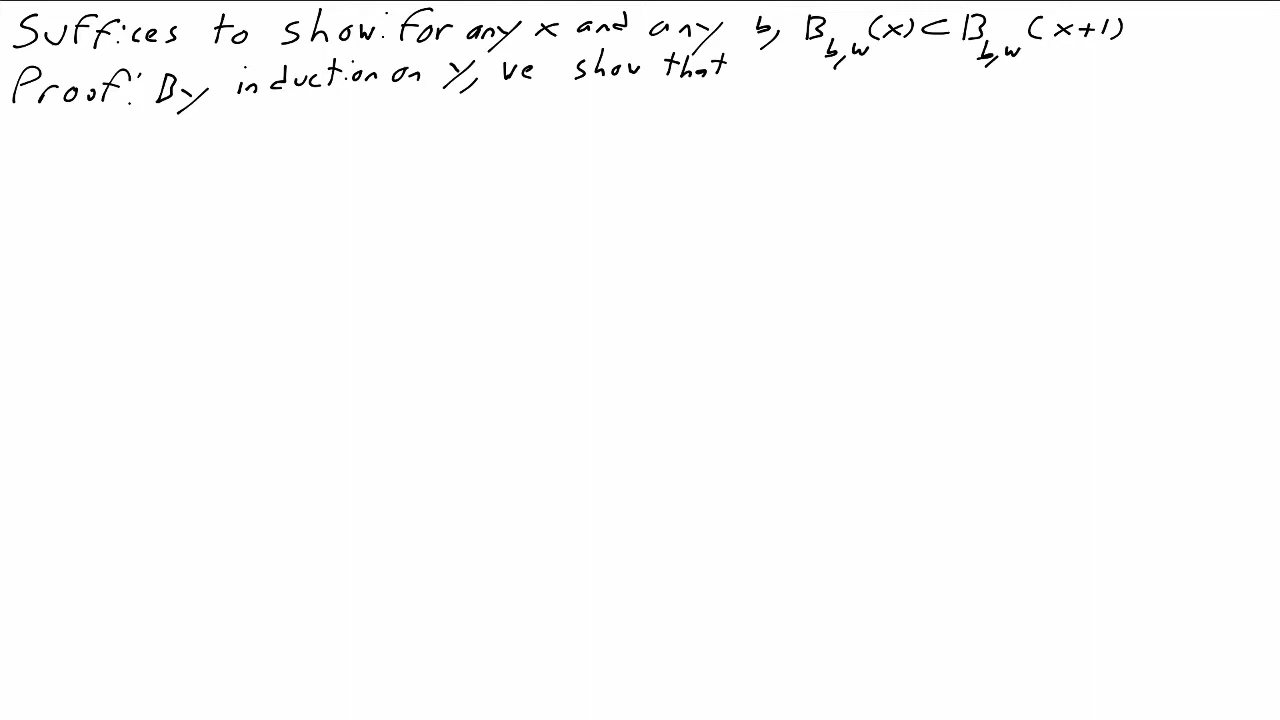 Suffices to show: For any x and any b, B_{b,w}(x) ⊂ B_{b,w}(x+1)
Proof: By induction on y, we show that